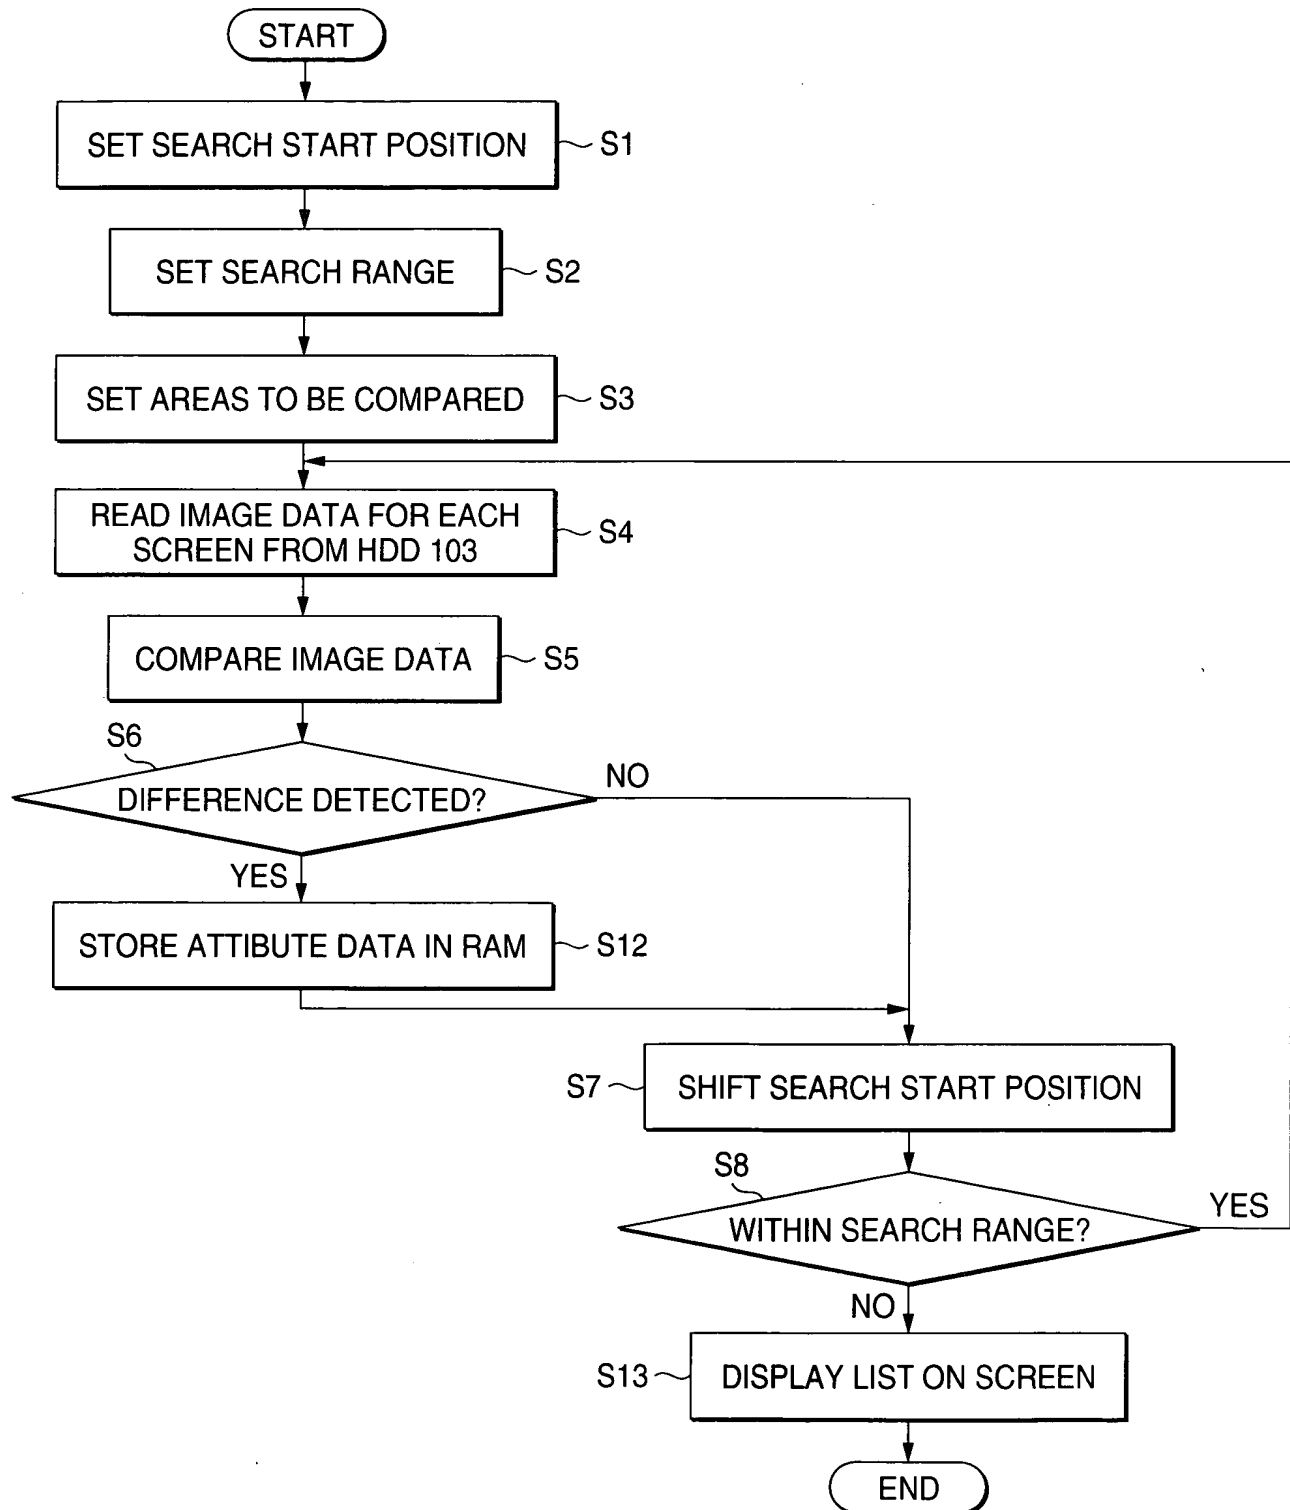 START
SET SEARCH START POSITION
S1
SET SEARCH RANGE
S2
SET AREAS TO BE COMPARED
S3
READ IMAGE DATA FOR EACH
SCREEN FROM HDD 103
S4
COMPARE IMAGE DATA
S5
S6
DIFFERENCE DETECTED?
NO
YES
STORE ATTIBUTE DATA IN RAM
S12
S7
SHIFT SEARCH START POSITION
S8
WITHIN SEARCH RANGE?
YES
NO
S13
DISPLAY LIST ON SCREEN
END